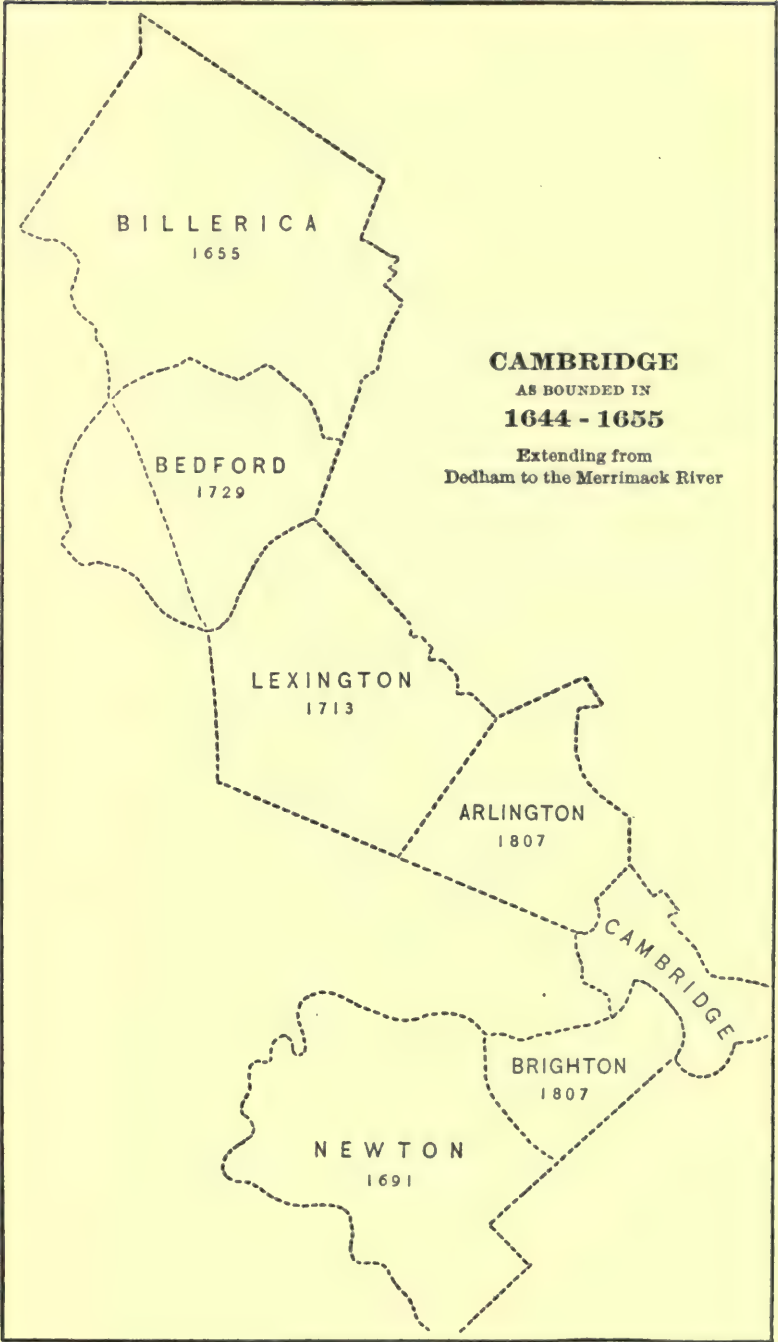 BILLERICA
1655
CAMBRIDGE
AS BOUNDED IN
1644 - 1655
Extending from
Dedham to the Merrimack River
BEDFORD
1729
LEXINGTON
1713
ARLINGTON
1807
CAMBRIDGE
BRIGHTON
1807
NEWTON
1691